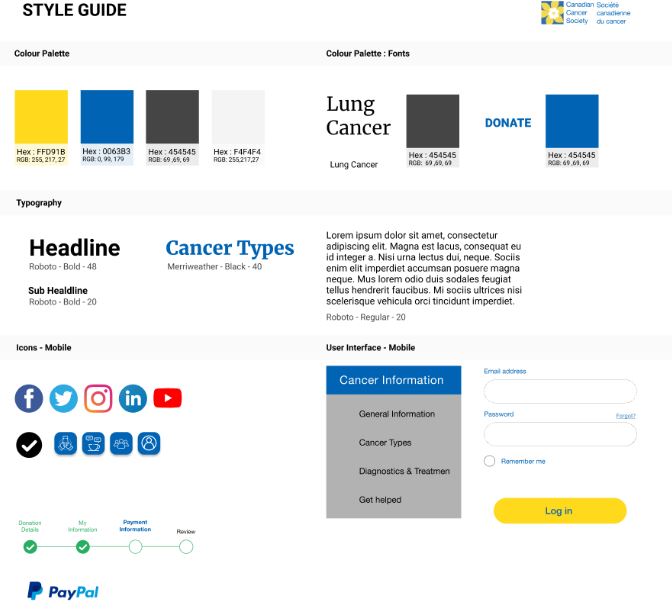 STYLE GUIDE
Canadian Cancer Society
Société canadienne du cancer
Colour Palette
Colour Palette : Fonts
Hex : FFD91B
RGB: 255, 217, 27
Hex : 0063B3
RGB: 0, 99, 179
Hex : 454545
RGB: 69 ,69, 69
Hex : F4F4F4
RGB: 255,217,27
Lung
Cancer
Lung Cancer
Hex : 454545
RGB: 69 ,69, 69
DONATE
Hex : 454545
RGB: 69 ,69, 69
Typography
Headline
Roboto - Bold - 48
Cancer Types
Merriweather - Black - 40
Sub Healdline
Roboto - Bold - 20
Lorem ipsum dolor sit amet, consectetur
adipiscing elit. Magna est lacus, consequat eu
id integer a. Nisi urna lectus dui, neque. Sociis
enim elit imperdiet accumsan posuere magna
neque. Mus lorem odio duis sodales feugiat
tellus hendrerit faucibus. Mi sociis ultrices nisi
scelerisque vehicula orci tincidunt imperdiet.
Roboto - Regular - 20
Icons - Mobile
User Interface - Mobile
Cancer Information
General Information
Cancer Types
Diagnostics & Treatmen
Get helped
Email address
Password
Forgot?
Remember me
Log in
Donation Details
My Information
Payment Information
Review
PayPal